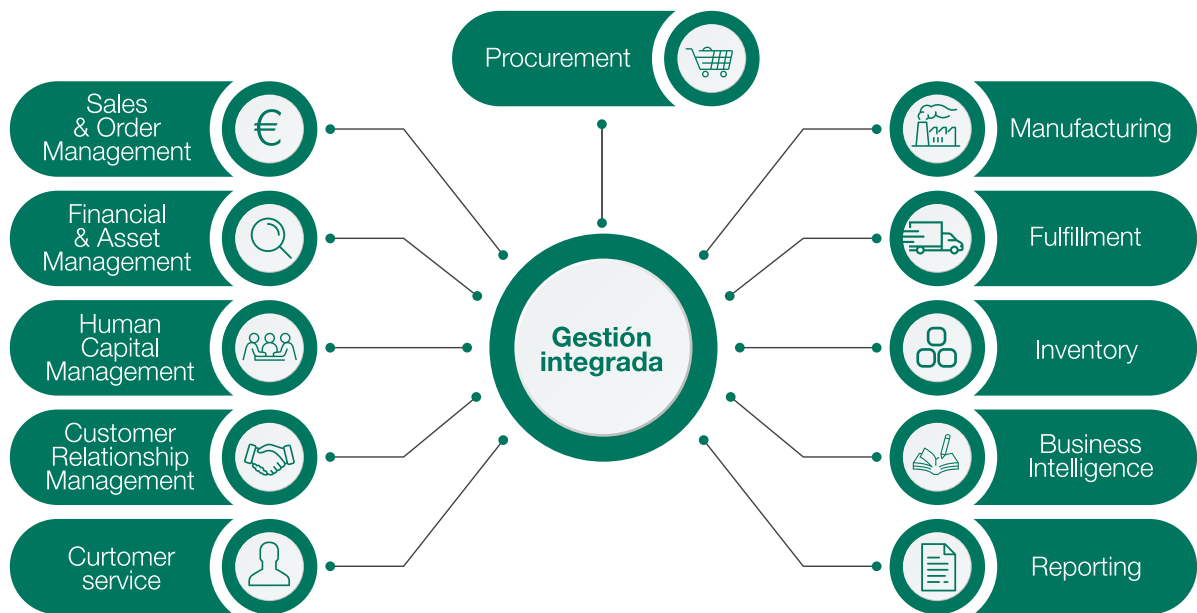 Procurement
Sales
& Order
Management
€
Financial
& Asset
Management
Human
Capital
Management
Customer
Relationship
Management
Curtomer
service
Gestión
integrada
Manufacturing
Fulfillment
Inventory
Business
Intelligence
Reporting